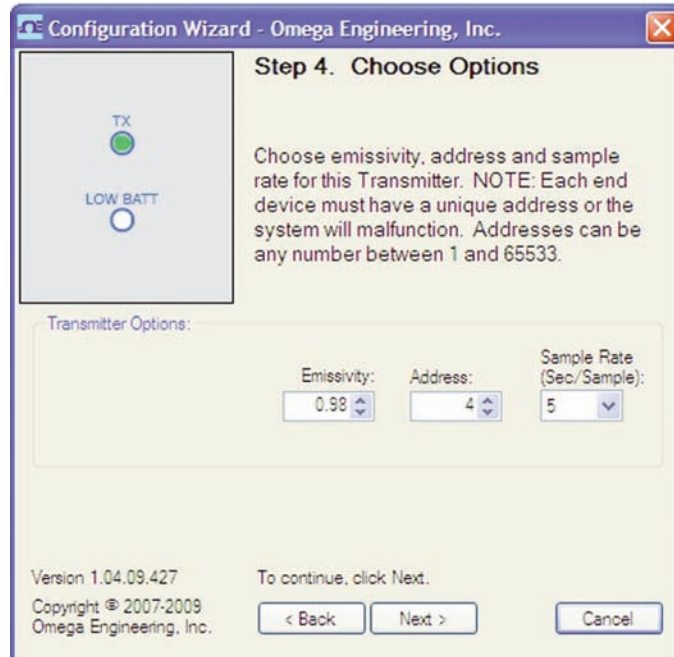 Configuration Wizard - Omega Engineering, Inc.
Step 4. Choose Options
TX
LOW BATT
Choose emissivity, address and sample
rate for this Transmitter. NOTE: Each end
device must have a unique address or the
system will malfunction. Addresses can be
any number between 1 and 65533.
Transmitter Options:
Emissivity:
0.98
Address:
4
Sample Rate
(Sec/Sample):
5
Version 1.04.09.427
Copyright © 2007-2009
Omega Engineering, Inc.
To continue, click Next.
< Back
Next >
Cancel